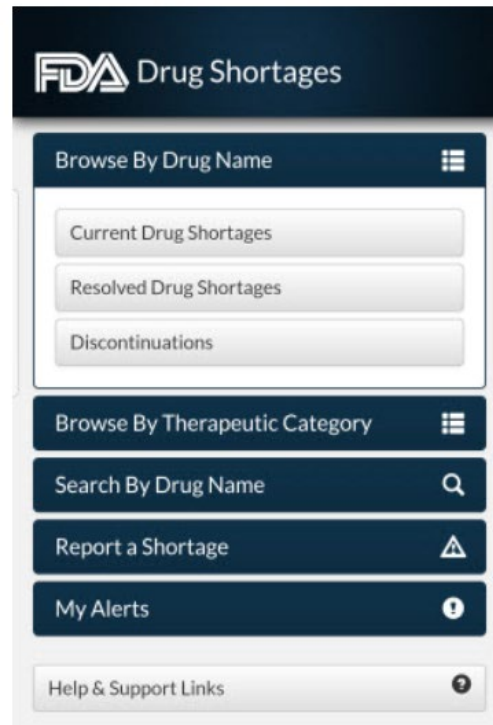 FDA Drug Shortages
Browse By Drug Name
Current Drug Shortages
Resolved Drug Shortages
Discontinuations
Browse By Therapeutic Category
Search By Drug Name
Report a Shortage
My Alerts
Help & Support Links